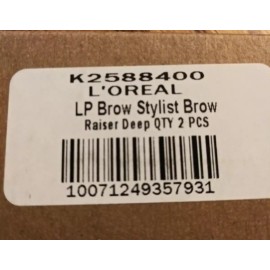 K2588400
L'OREAL
LP Brow Stylist Brow
Raiser Deep QTY 2 PCS
10071249357931